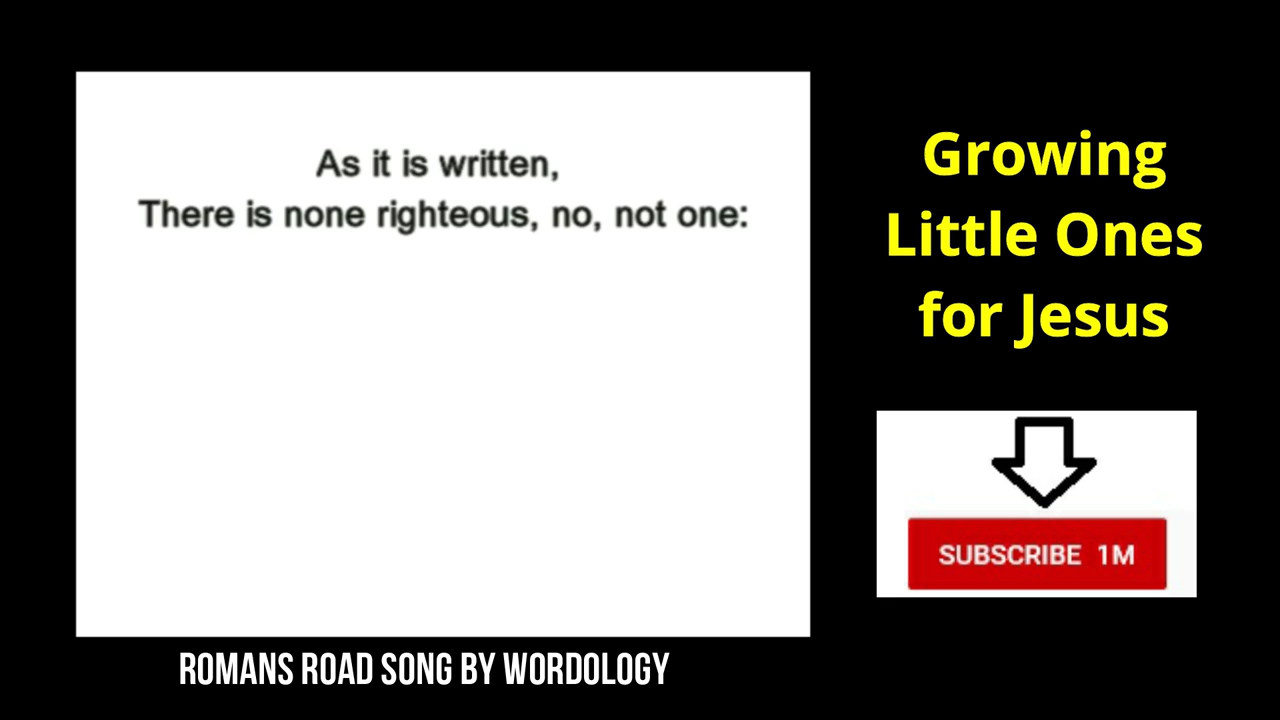 As it is written,
There is none righteous, no, not one:
Growing
Little Ones
for Jesus
SUBSCRIBE 1M
ROMANS ROAD SONG BY WORDOLOGY